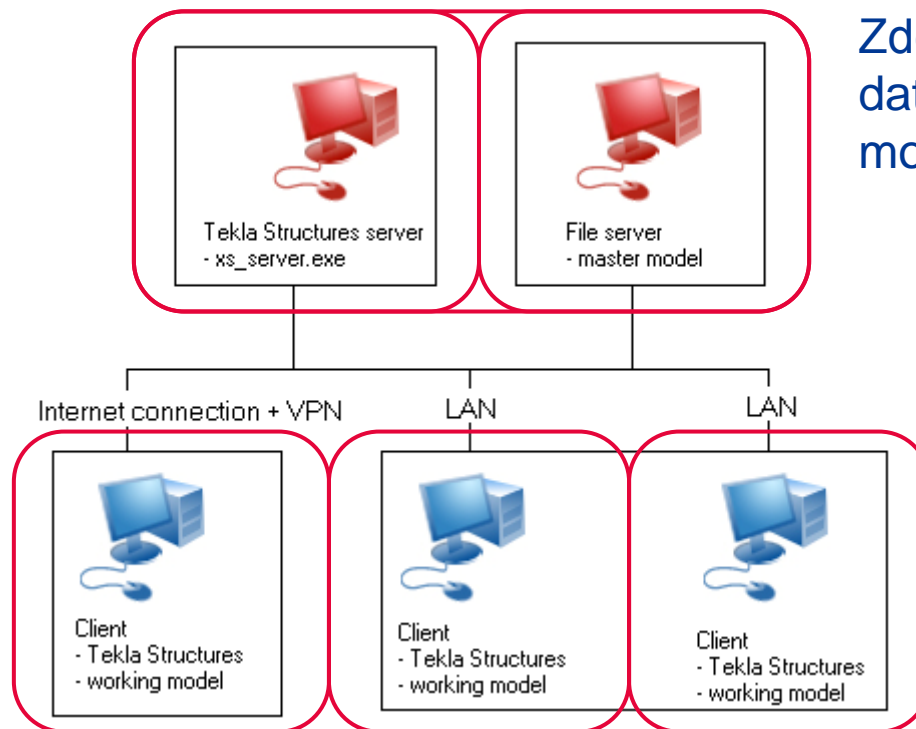 Tekla Structures server
- xs_server.exe
File server
- master model
Internet connection + VPN
LAN
LAN
Client
- Tekla Structures
- working model
Client
- Tekla Structures
- working model
Client
- Tekla Structures
- working model